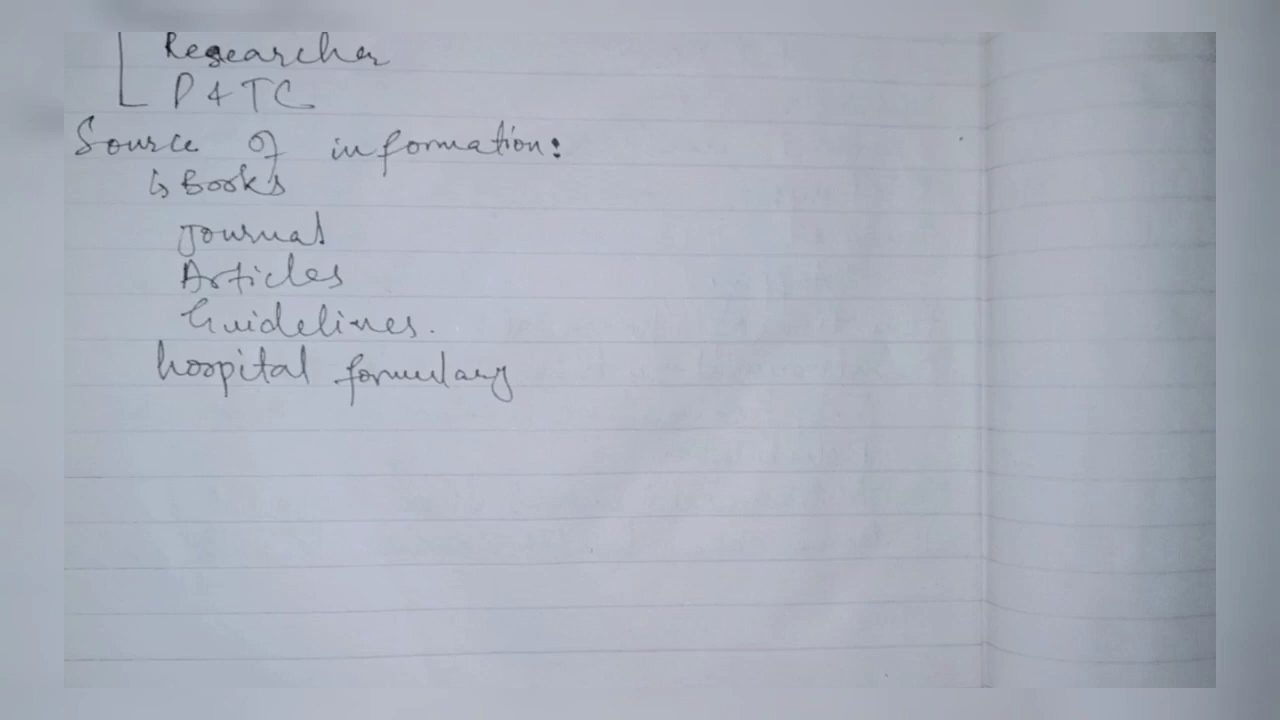 Researcher
P & TC
Source of information:
↳ Books
Journal
Articles
Guidelines.
hospital formulary